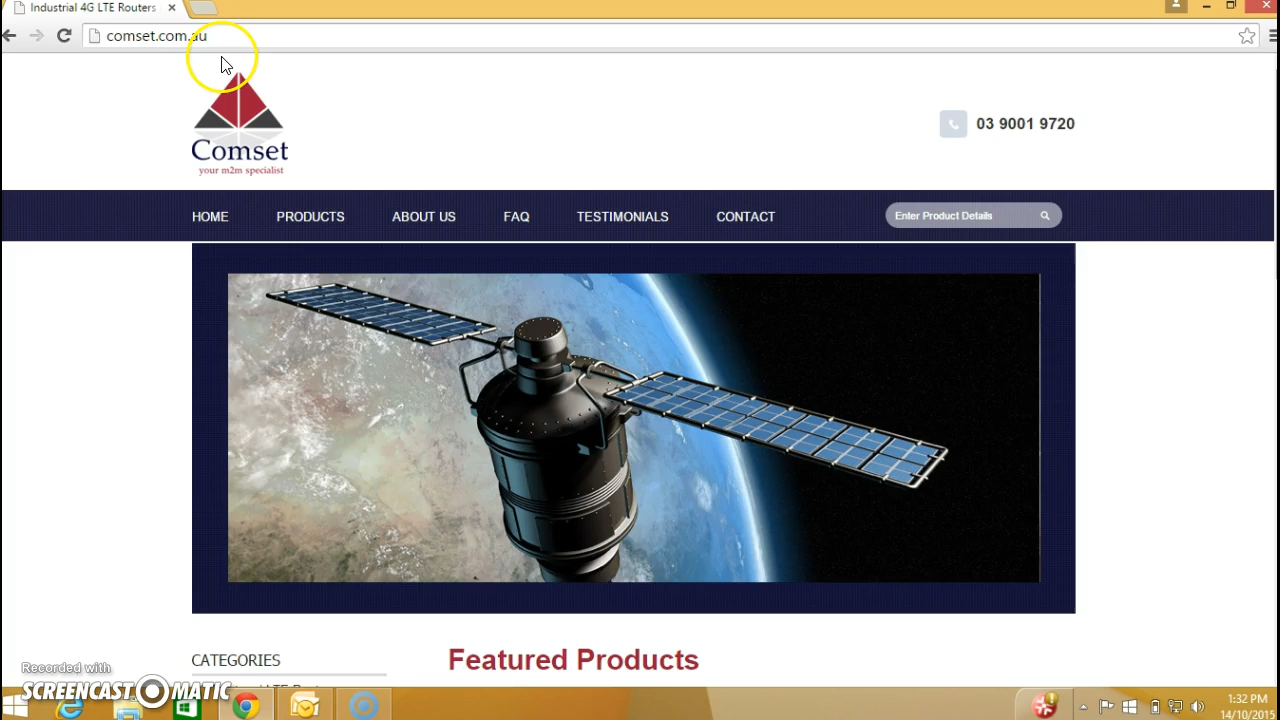 Industrial 4G LTE Routers
comset.com.au
Comset
your m2m specialist
03 9001 9720
HOME PRODUCTS ABOUT US FAQ TESTIMONIALS CONTACT
Enter Product Details
CATEGORIES
Featured Products
Recorded with
SCREENCAST MATIC
1:32 PM
14/10/2015